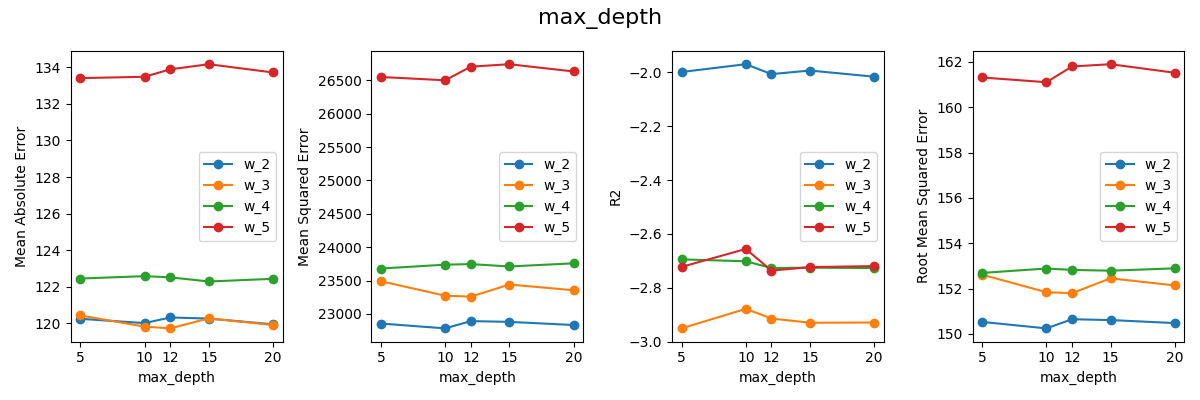 max_depth
Mean Absolute Error
134
132
130
128
126
124
122
120
5 10 12 15 20
max_depth
w_2
w_3
w_4
w_5
Mean Squared Error
26500
26000
25500
25000
24500
24000
23500
23000
5 10 12 15 20
max_depth
w_2
w_3
w_4
w_5
R2
−2.0
−2.2
−2.4
−2.6
−2.8
−3.0
5 10 12 15 20
max_depth
w_2
w_3
w_4
w_5
Root Mean Squared Error
162
160
158
156
154
152
150
5 10 12 15 20
max_depth
w_2
w_3
w_4
w_5